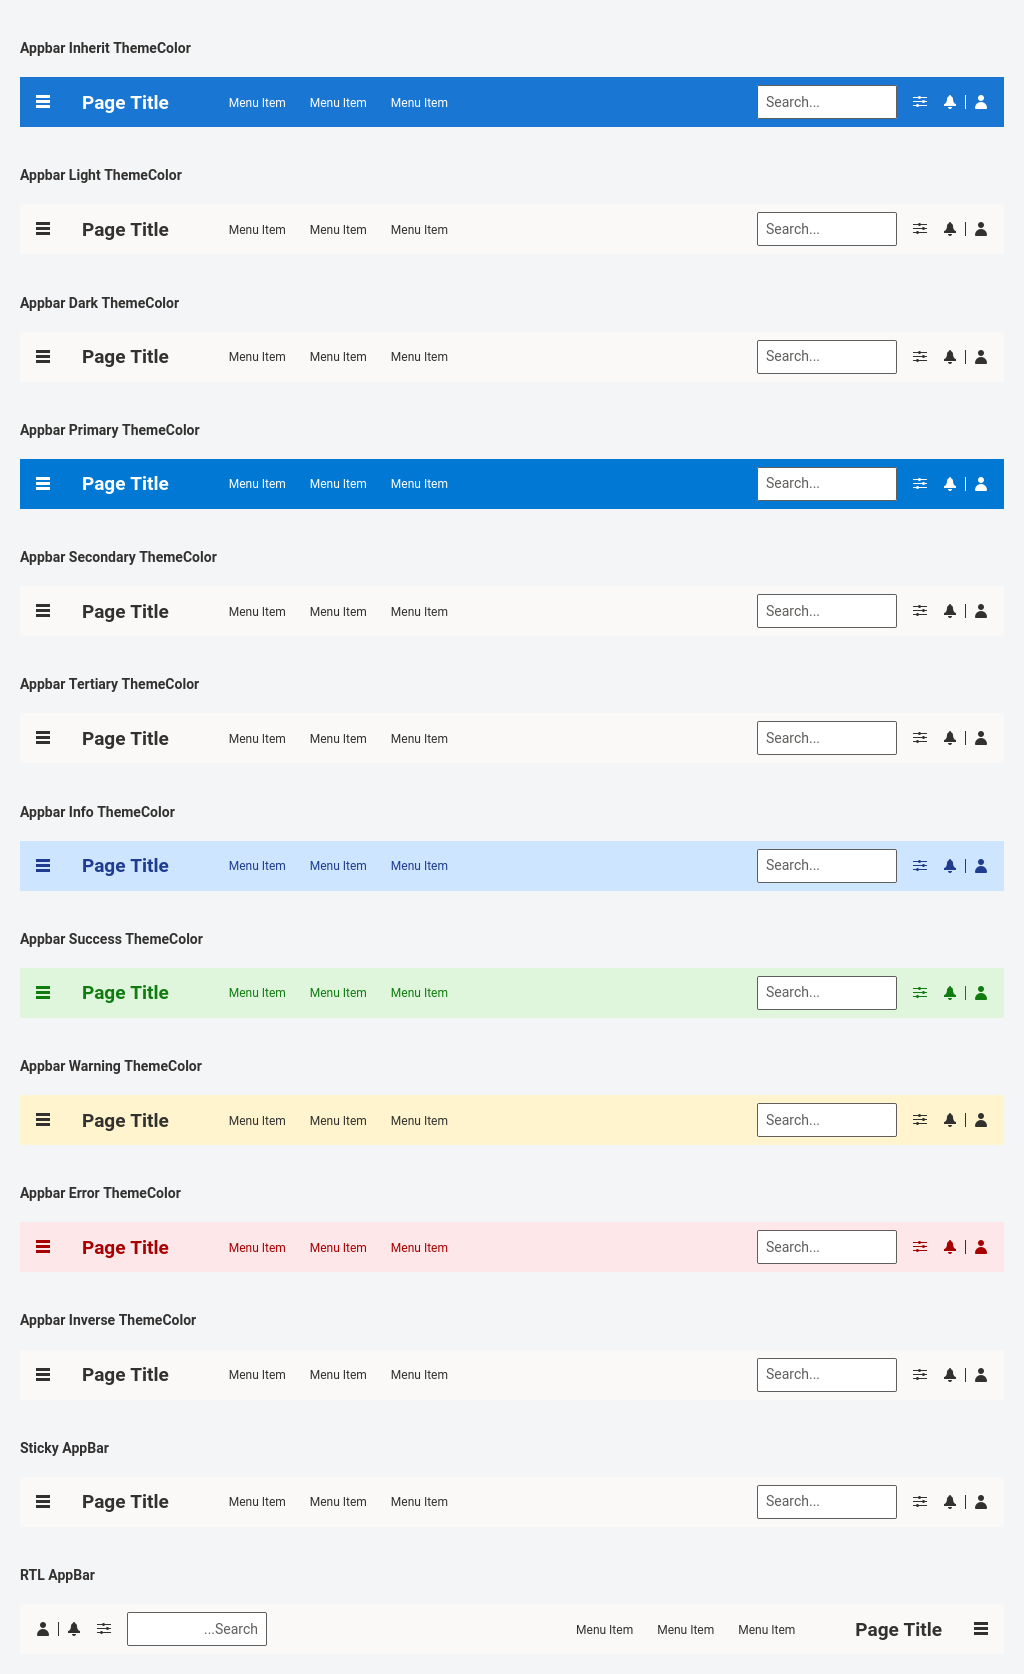 Appbar Inherit ThemeColor
Page Title Menu Item Menu Item Menu Item Search...
Appbar Light ThemeColor
Page Title Menu Item Menu Item Menu Item Search...
Appbar Dark ThemeColor
Page Title Menu Item Menu Item Menu Item Search...
Appbar Primary ThemeColor
Page Title Menu Item Menu Item Menu Item Search...
Appbar Secondary ThemeColor
Page Title Menu Item Menu Item Menu Item Search...
Appbar Tertiary ThemeColor
Page Title Menu Item Menu Item Menu Item Search...
Appbar Info ThemeColor
Page Title Menu Item Menu Item Menu Item Search...
Appbar Success ThemeColor
Page Title Menu Item Menu Item Menu Item Search...
Appbar Warning ThemeColor
Page Title Menu Item Menu Item Menu Item Search...
Appbar Error ThemeColor
Page Title Menu Item Menu Item Menu Item Search...
Appbar Inverse ThemeColor
Page Title Menu Item Menu Item Menu Item Search...
Sticky AppBar
Page Title Menu Item Menu Item Menu Item Search...
RTL AppBar
...Search Menu Item Menu Item Menu Item Page Title